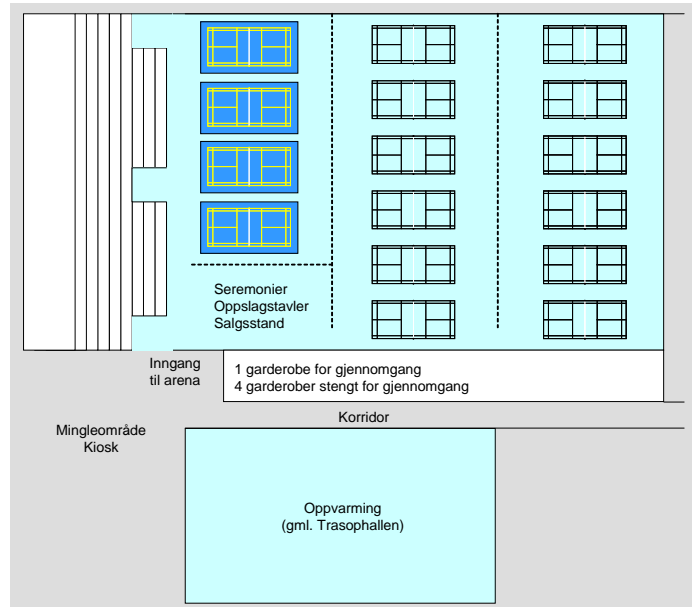 Seremonier
Oppslagstavler
Salgsstand
Inngang
til arena
1 garderobe for gjennomgang
4 garderober stengt for gjennomgang
Korridor
Mingleområde
Kiosk
Oppvarming
(gml. Trasophallen)